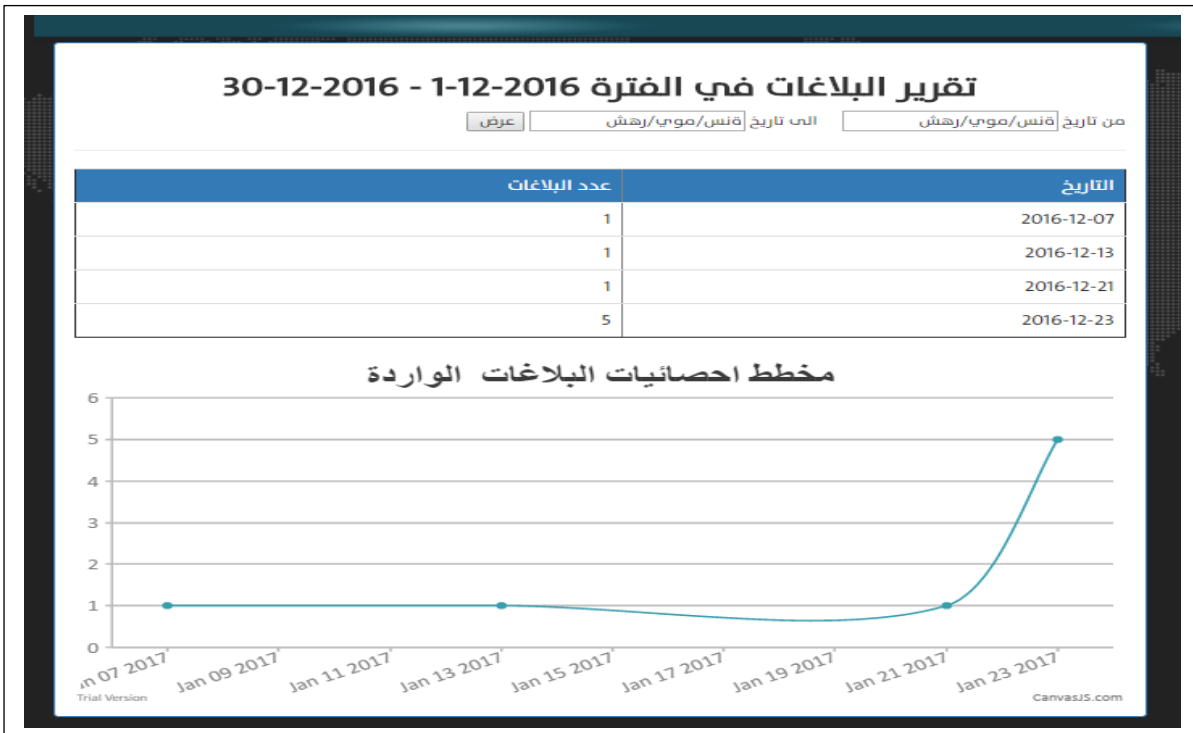 تقرير البلاغات في الفترة 2016-12-1 - 2016-12-30
من تاريخ ةنس/موي/رهش الى تاريخ ةنس/موي/رهش عرض
التاريخ عدد البلاغات
2016-12-07 1
2016-12-13 1
2016-12-21 1
2016-12-23 5
مخطط احصائيات البلاغات الواردة
6
5
4
3
2
1
0
n 07 2017 Jan 09 2017 Jan 11 2017 Jan 13 2017 Jan 15 2017 Jan 17 2017 Jan 19 2017 Jan 21 2017 Jan 23 2017
Trial Version CanvasJS.com